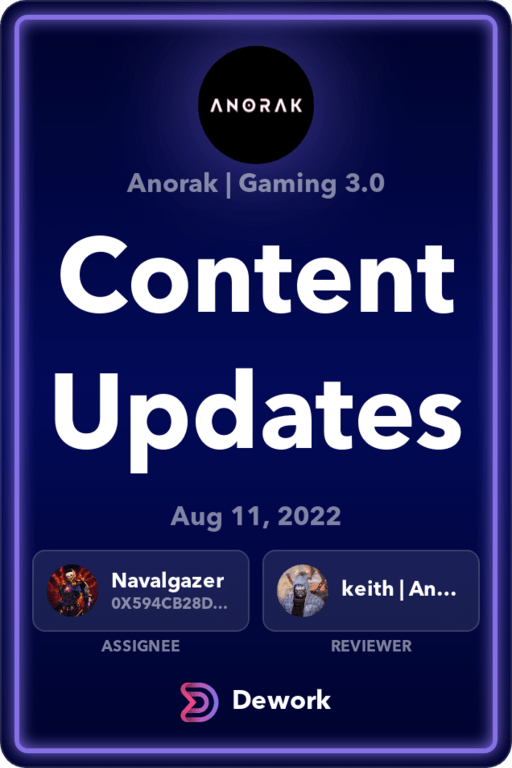 ANORAK
Anorak | Gaming 3.0
Content
Updates
Aug 11, 2022
Navalgazer
0X594CB28D...
keith | An...
ASSIGNEE
REVIEWER
Dework